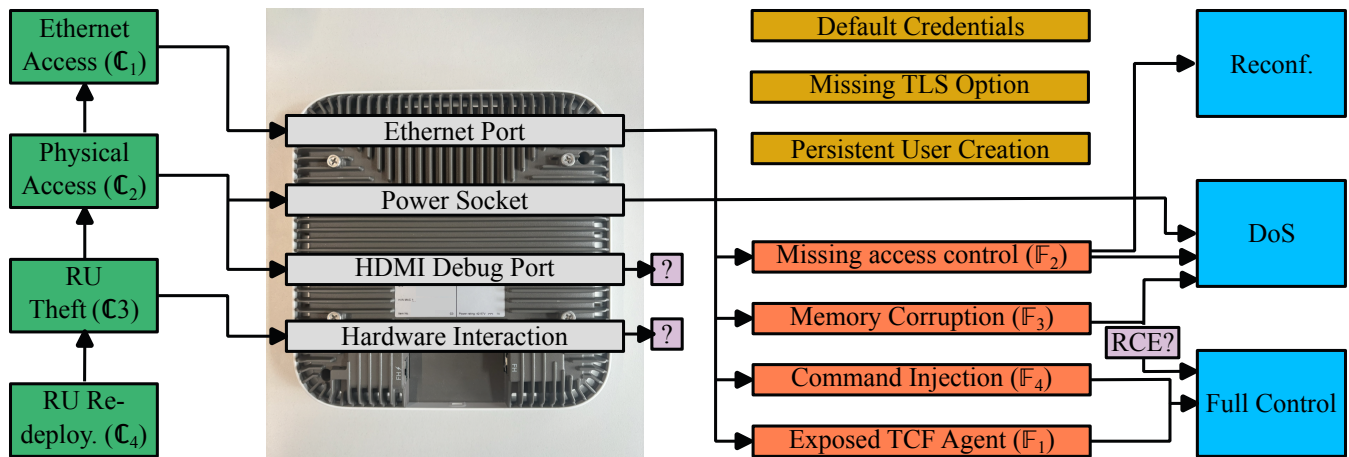 Ethernet
Access (ℂ₁)
Physical
Access (ℂ₂)
RU
Theft (ℂ3)
RU Re-
deploy. (ℂ₄)
Ethernet Port
Power Socket
HDMI Debug Port
?
Hardware Interaction
?
FH
Default Credentials
Missing TLS Option
Persistent User Creation
Missing access control (𝔽₂)
Memory Corruption (𝔽₃)
Command Injection (𝔽₄)
Exposed TCF Agent (𝔽₁)
RCE?
Reconf.
DoS
Full Control